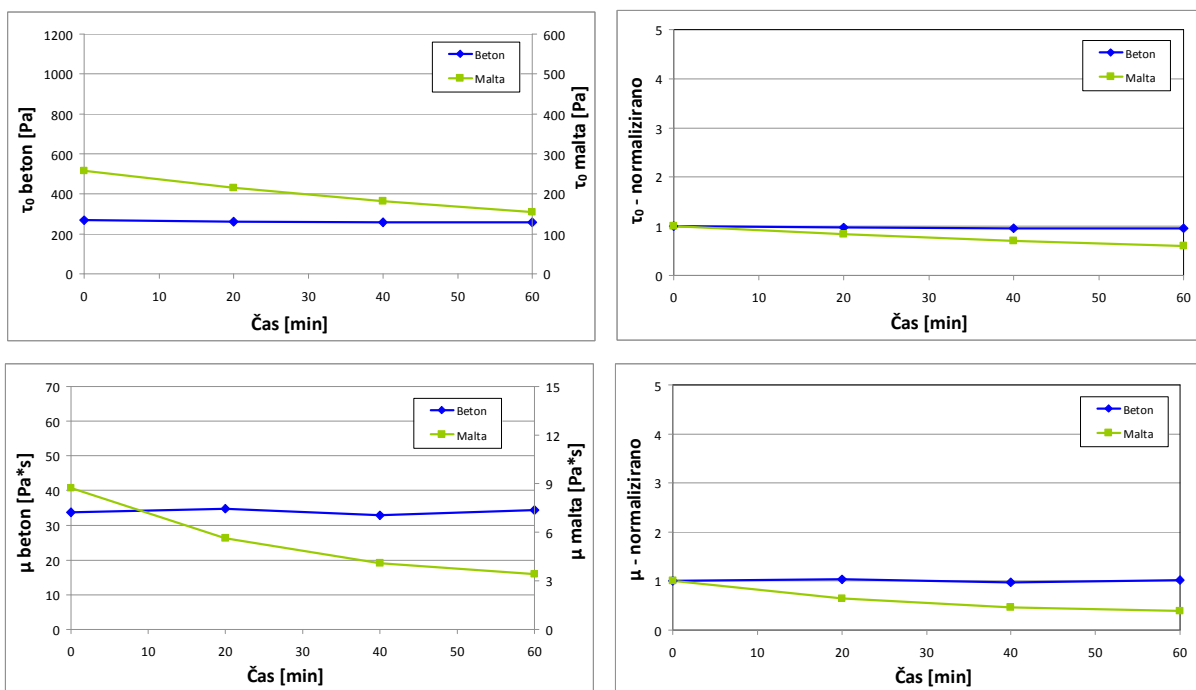 1200
1000
800
600
400
200
0
τ₀ beton [Pa]
600
500
400
300
200
100
0
τ₀ malta [Pa]
Beton
Malta
0 10 20 30 40 50 60
Čas [min]
5
4
3
2
1
0
τ₀ - normalizirano
Beton
Malta
0 10 20 30 40 50 60
Čas [min]
70
60
50
40
30
20
10
0
μ beton [Pa*s]
15
12
9
6
3
0
μ malta [Pa*s]
Beton
Malta
0 10 20 30 40 50 60
Čas [min]
5
4
3
2
1
0
μ - normalizirano
Beton
Malta
0 10 20 30 40 50 60
Čas [min]